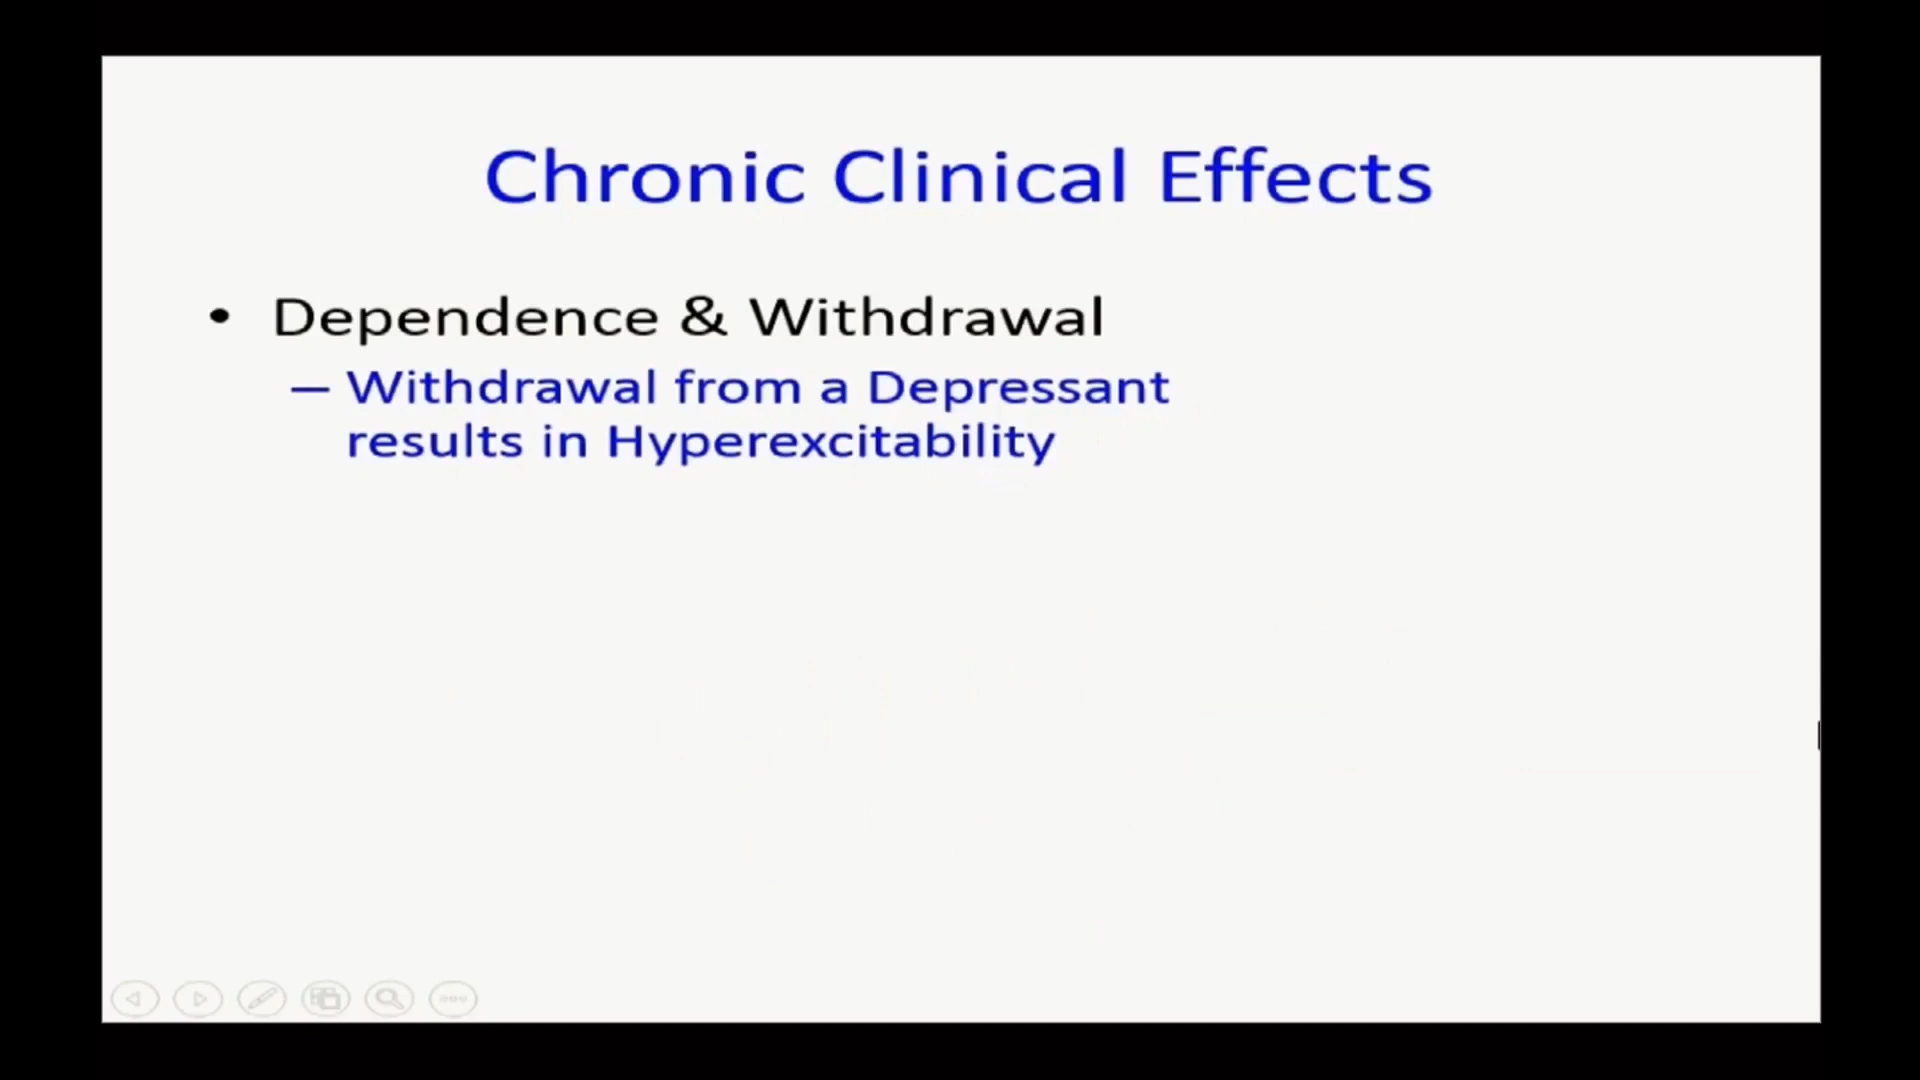 Chronic Clinical Effects
• Dependence & Withdrawal
– Withdrawal from a Depressant
results in Hyperexcitability